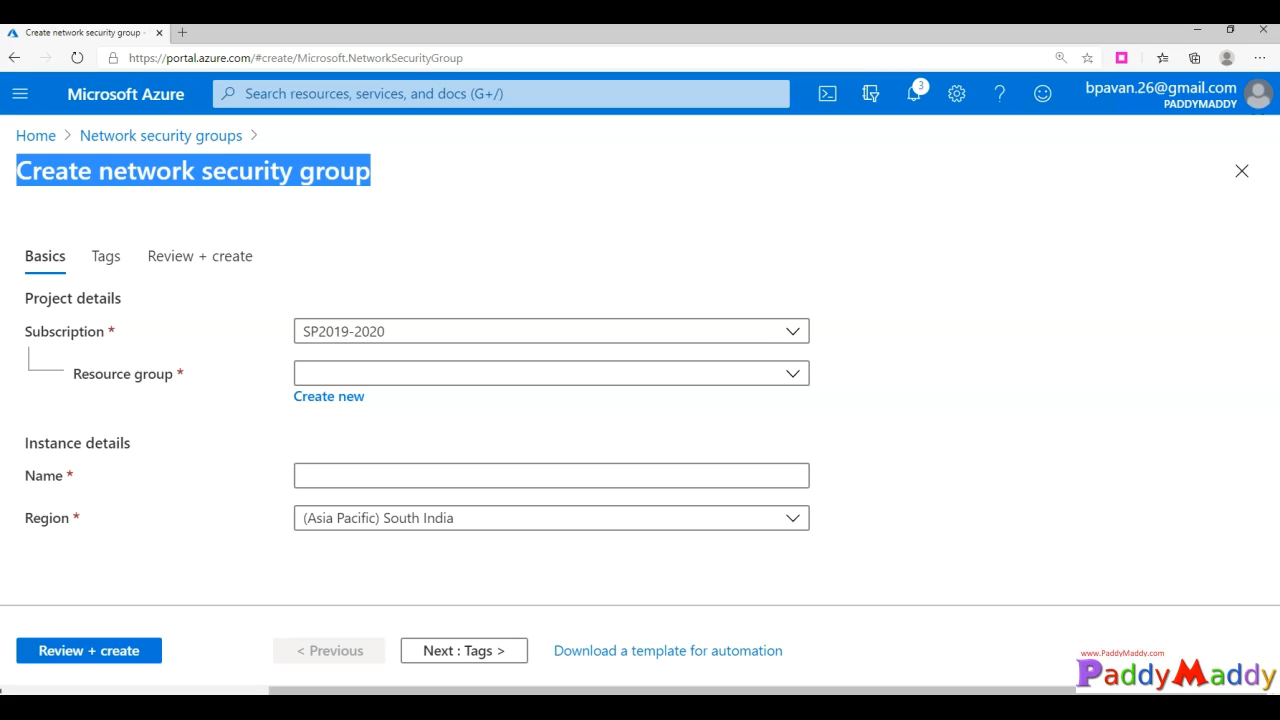 Create network security group -
https://portal.azure.com/#create/Microsoft.NetworkSecurityGroup
Microsoft Azure
Search resources, services, and docs (G+/)
3
bpavan.26@gmail.com
PADDYMADDY
Home > Network security groups >
Create network security group
Basics Tags Review + create
Project details
Subscription *
SP2019-2020
Resource group *
Create new
Instance details
Name *
Region *
(Asia Pacific) South India
Review + create
< Previous
Next : Tags >
Download a template for automation
www.PaddyMaddy.com
PaddyMaddy